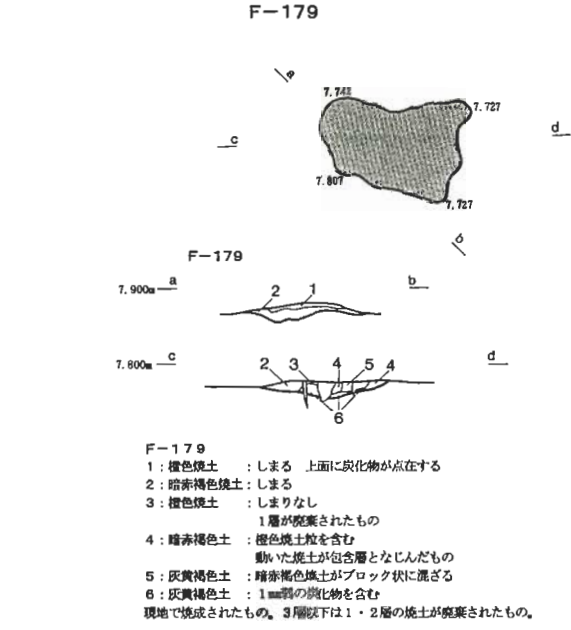 F-179
a
7.742
7.727
c
d
7.807
7.727
b
F-179
7.900m
a
b
2
1
7.800m
c
d
2
3
4
5
4
6
F-179
1:橙色焼土 :しまる 上面に炭化物が点在する
2:暗赤褐色焼土:しまる
3:橙色焼土 :しまりなし
1層が廃棄されたもの
4:暗赤褐色土 :橙色焼土粒を含む
動いた焼土が包含層となじんだもの
5:灰黄褐色土 :暗赤褐色焼土がブロック状に混ざる
6:灰黄褐色土 :1mm弱の炭化物を含む
現地で焼成されたもの。3層以下は1・2層の焼土が廃棄されたもの。